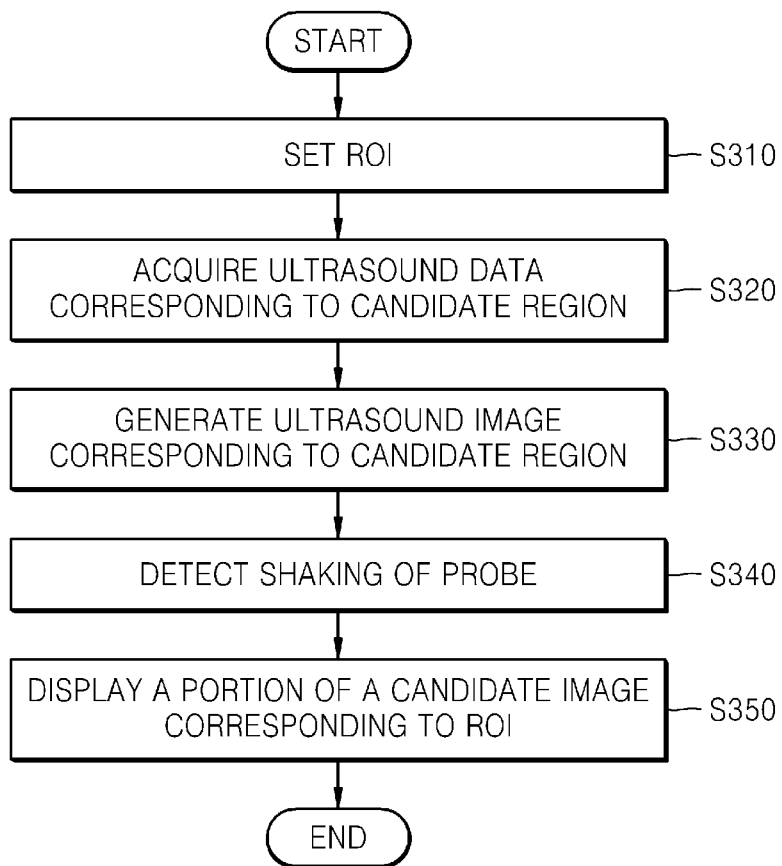 START
SET ROI
S310
ACQUIRE ULTRASOUND DATA
CORRESPONDING TO CANDIDATE REGION
S320
GENERATE ULTRASOUND IMAGE
CORRESPONDING TO CANDIDATE REGION
S330
DETECT SHAKING OF PROBE
S340
DISPLAY A PORTION OF A CANDIDATE IMAGE
CORRESPONDING TO ROI
S350
END